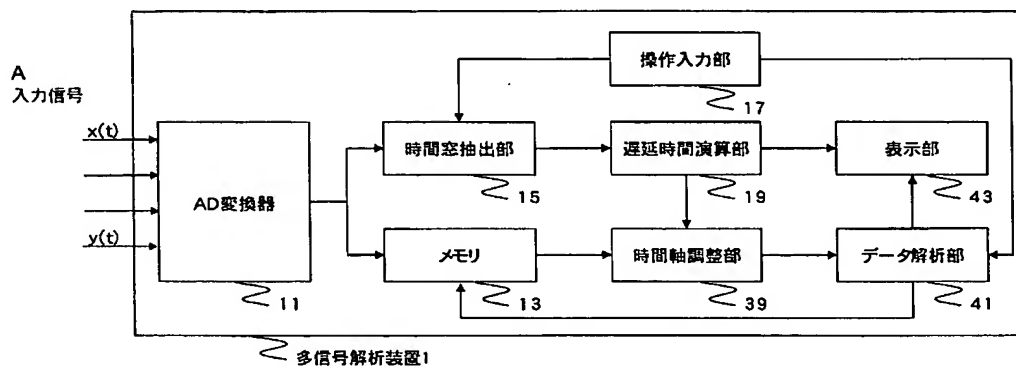 操作入力部
17
A
入力信号
x(t)
y(t)
AD変換器
11
時間窓抽出部
15
遅延時間演算部
19
表示部
43
メモリ
13
時間軸調整部
39
データ解析部
41
多信号解析装置1